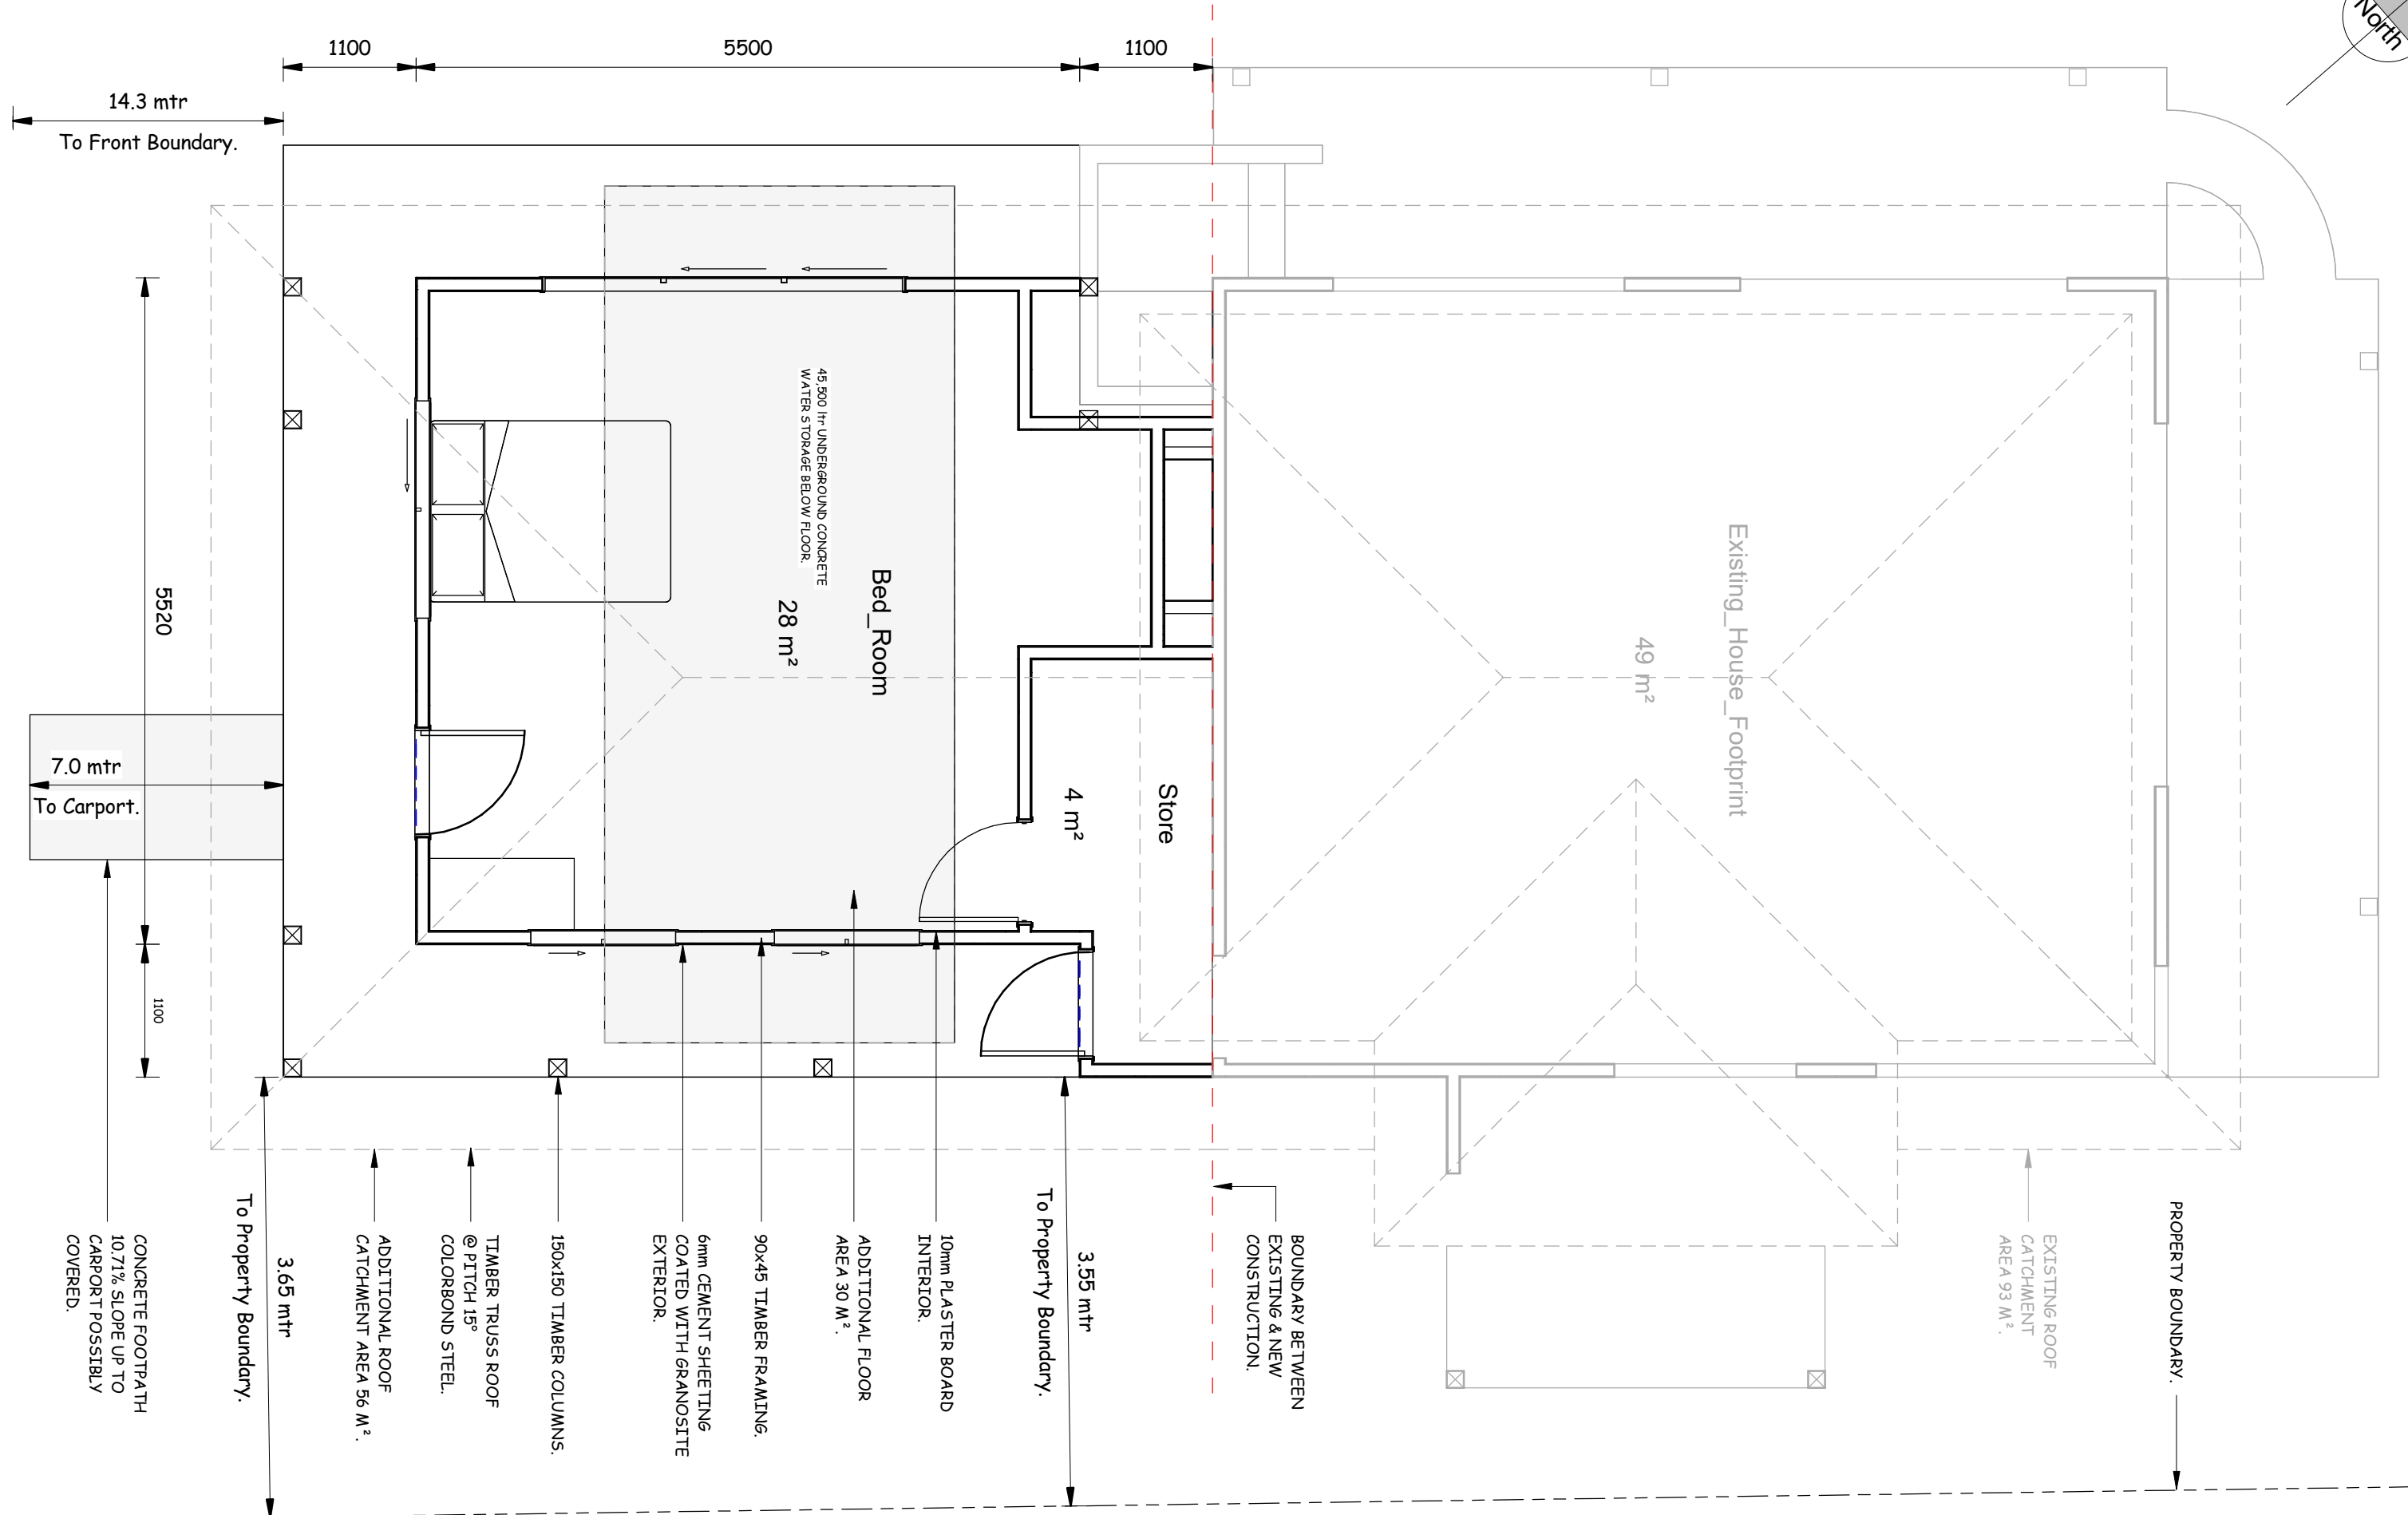 1100
5500
1100
North
14.3 mtr
To Front Boundary.
5520
1100
7.0 mtr
To Carport.
45,500 ltr UNDERGROUND CONCRETE
WATER STORAGE BELOW FLOOR.
Bed_Room
28 m²
Store
4 m²
Existing_House_Footprint
49 m²
CONCRETE FOOTPATH
10.71% SLOPE UP TO
CARPORT POSSIBLY
COVERED.
3.65 mtr
To Property Boundary.
ADDITIONAL ROOF
CATCHMENT AREA 56 M².
TIMBER TRUSS ROOF
@ PITCH 15°
COLORBOND STEEL.
150x150 TIMBER COLUMNS.
6mm CEMENT SHEETING
COATED WITH GRANOSITE
EXTERIOR.
90x45 TIMBER FRAMING.
ADDITIONAL FLOOR
AREA 30 M².
10mm PLASTER BOARD
INTERIOR.
3.55 mtr
To Property Boundary.
BOUNDARY BETWEEN
EXISTING & NEW
CONSTRUCTION.
EXISTING ROOF
CATCHMENT
AREA 93 M².
PROPERTY BOUNDARY.